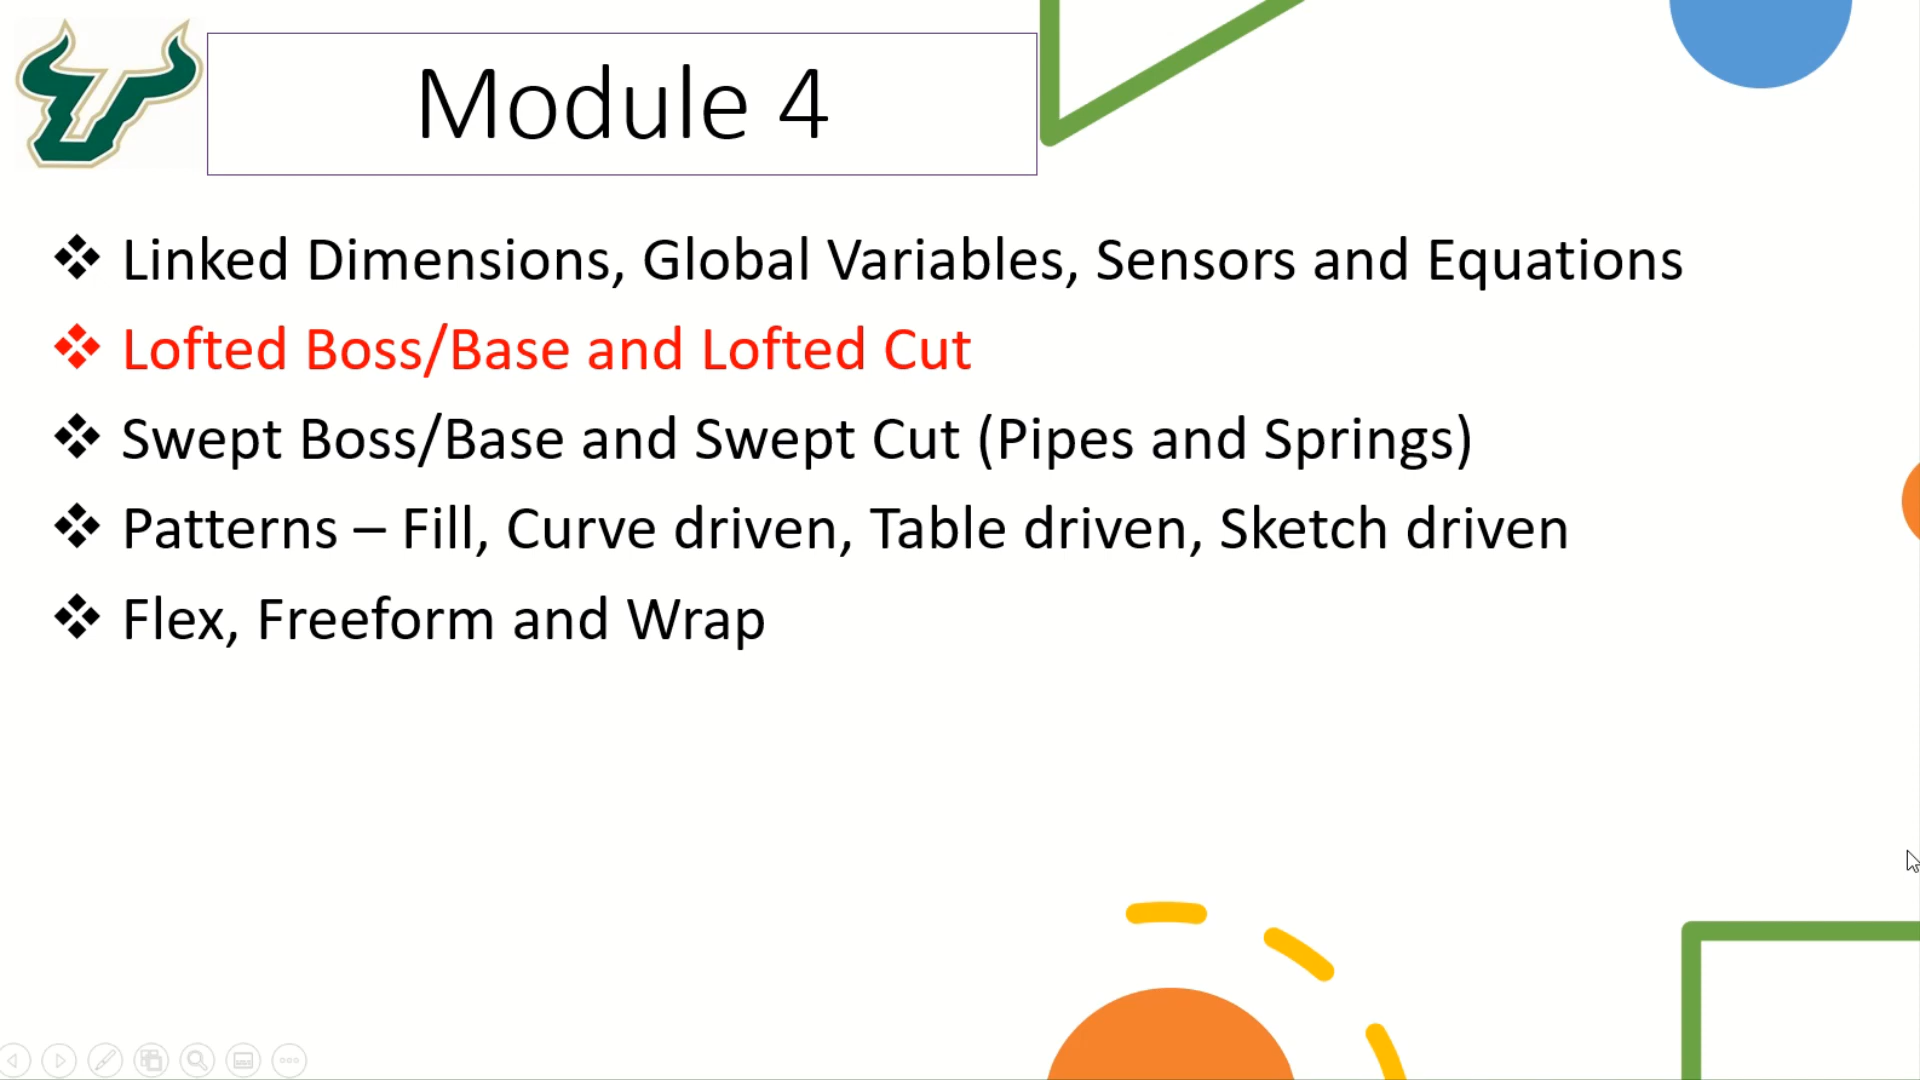 Module 4
❖ Linked Dimensions, Global Variables, Sensors and Equations
❖ Lofted Boss/Base and Lofted Cut
❖ Swept Boss/Base and Swept Cut (Pipes and Springs)
❖ Patterns – Fill, Curve driven, Table driven, Sketch driven
❖ Flex, Freeform and Wrap